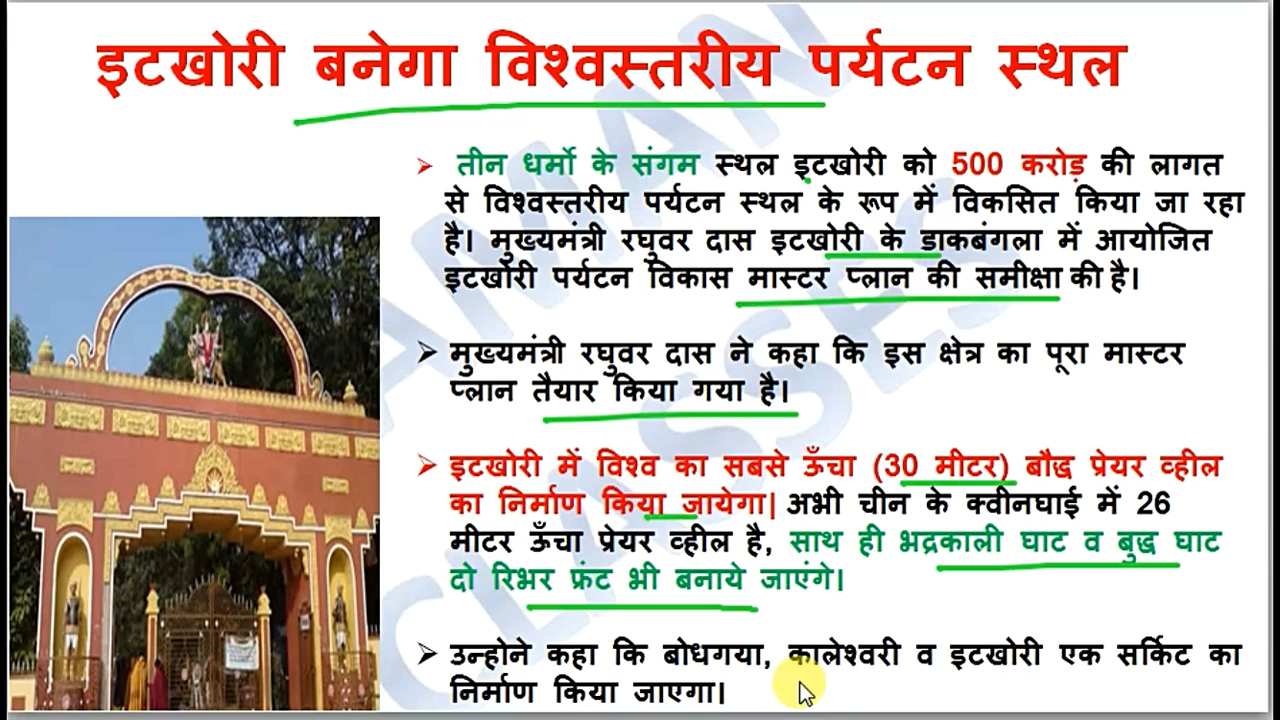 इटखोरी बनेगा विश्वस्तरीय पर्यटन स्थल
तीन धर्मो के संगम स्थल इटखोरी को 500 करोड़ की लागत
से विश्वस्तरीय पर्यटन स्थल के रूप में विकसित किया जा रहा
है। मुख्यमंत्री रघुवर दास इटखोरी के डाकबंगला में आयोजित
इटखोरी पर्यटन विकास मास्टर प्लान की समीक्षा की है।
मुख्यमंत्री रघुवर दास ने कहा कि इस क्षेत्र का पूरा मास्टर
प्लान तैयार किया गया है।
इटखोरी में विश्व का सबसे ऊँचा (30 मीटर) बौद्ध प्रेयर व्हील
का निर्माण किया जायेगा| अभी चीन के क्वीनघाई में 26
मीटर ऊँचा प्रेयर व्हील है, साथ ही भद्रकाली घाट व बुद्ध घाट
दो रिभर फ्रंट भी बनाये जाएंगे।
उन्होने कहा कि बोधगया, कालेश्वरी व इटखोरी एक सर्किट का
निर्माण किया जाएगा।
AMAN
CLASSES